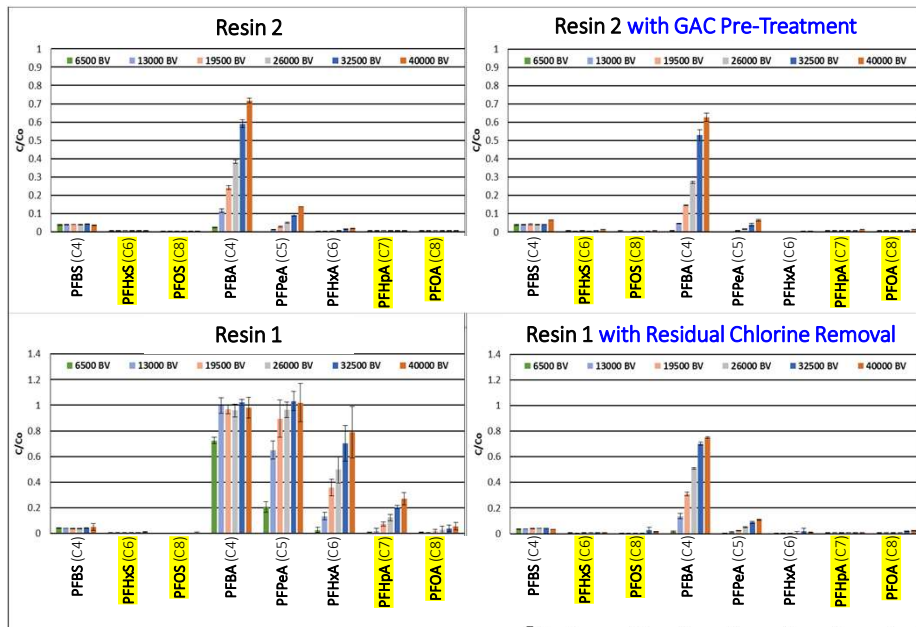 Resin 2
1
6500 BV 13000 BV 19500 BV 26000 BV 32500 BV 40000 BV
0.9
0.8
0.7
0.6
0.5
0.4
0.3
0.2
0.1
0
C/Co
PFBS (C4)
PFHxS (C6)
PFOS (C8)
PFBA (C4)
PFPeA (C5)
PFHxA (C6)
PFHpA (C7)
PFOA (C8)
Resin 2 with GAC Pre-Treatment
1
6500 BV 13000 BV 19500 BV 26000 BV 32500 BV 40000 BV
0.9
0.8
0.7
0.6
0.5
0.4
0.3
0.2
0.1
0
C/Co
PFBS (C4)
PFHxS (C6)
PFOS (C8)
PFBA (C4)
PFPeA (C5)
PFHxA (C6)
PFHpA (C7)
PFOA (C8)
Resin 1
1.4
6500 BV 13000 BV 19500 BV 26000 BV 32500 BV 40000 BV
1.2
1
0.8
0.6
0.4
0.2
0
C/Co
PFBS (C4)
PFHxS (C6)
PFOS (C8)
PFBA (C4)
PFPeA (C5)
PFHxA (C6)
PFHpA (C7)
PFOA (C8)
Resin 1 with Residual Chlorine Removal
1.4
6500 BV 13000 BV 19500 BV 26000 BV 32500 BV 40000 BV
1.2
1
0.8
0.6
0.4
0.2
0
C/Co
PFBS (C4)
PFHxS (C6)
PFOS (C8)
PFBA (C4)
PFPeA (C5)
PFHxA (C6)
PFHpA (C7)
PFOA (C8)